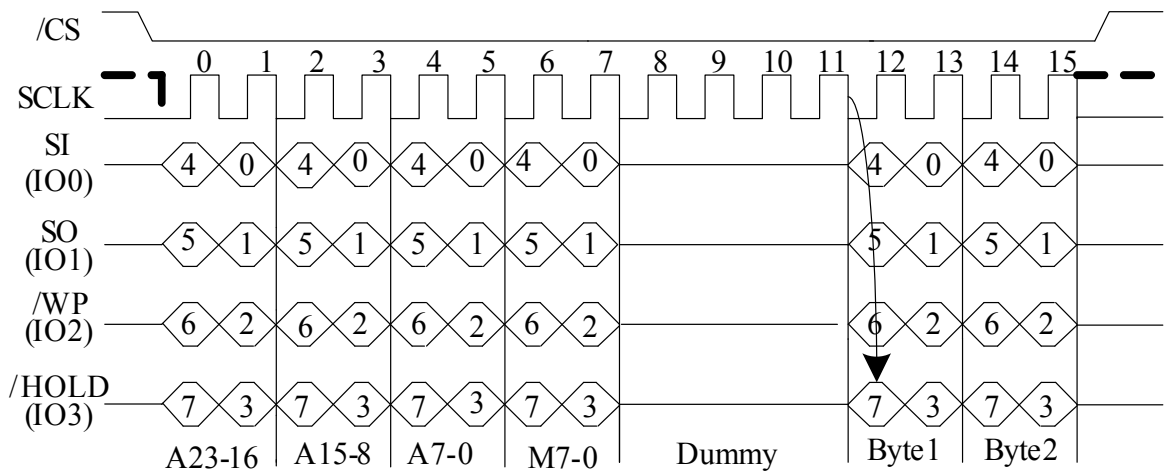 /CS
0 1 2 3 4 5 6 7 8 9 10 11 12 13 14 15
SCLK
SI
(IO0)
4 0 4 0 4 0 4 0 4 0 4 0
SO
(IO1)
5 1 5 1 5 1 5 1 5 1 5 1
/WP
(IO2)
6 2 6 2 6 2 6 2 6 2 6 2
/HOLD
(IO3)
7 3 7 3 7 3 7 3 7 3 7 3
A23-16 A15-8 A7-0 M7-0 Dummy Byte1 Byte2